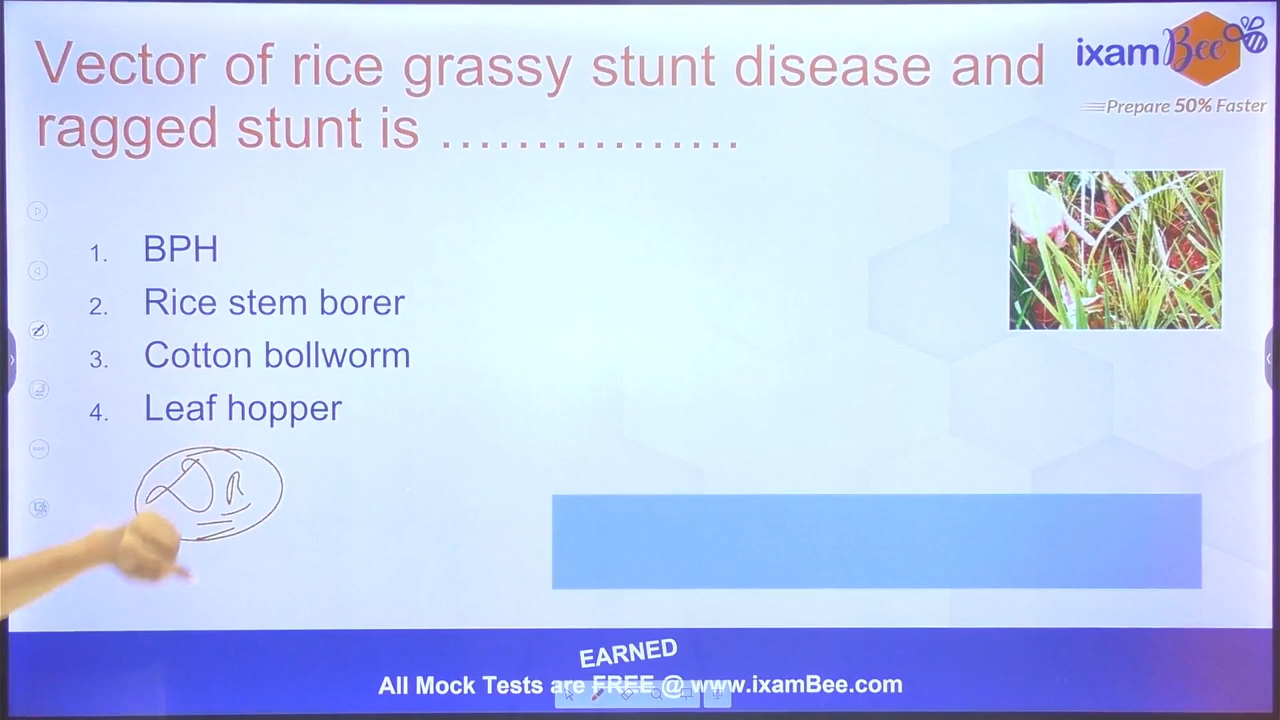 Vector of rice grassy stunt disease and
ragged stunt is ................
ixamBee
Prepare 50% Faster
1. BPH
2. Rice stem borer
3. Cotton bollworm
4. Leaf hopper
EARNED
All Mock Tests are FREE @ www.ixamBee.com